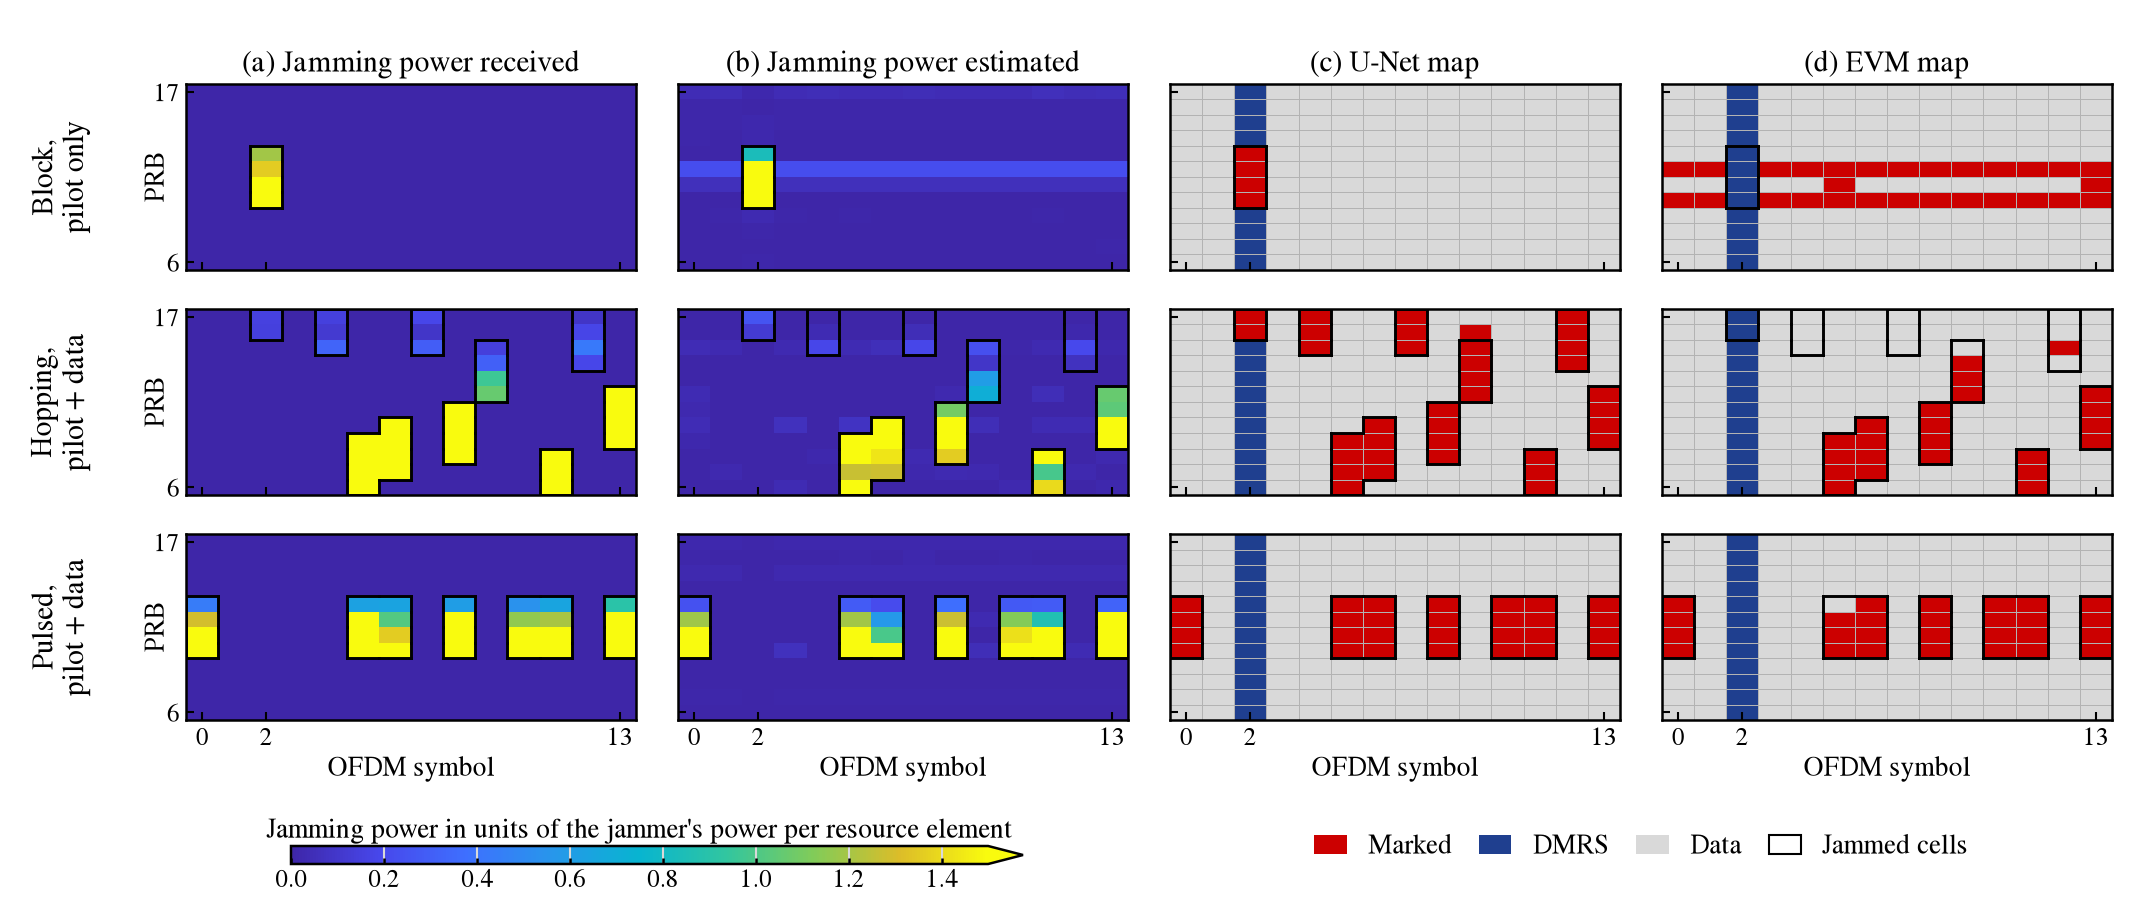 (a) Jamming power received
(b) Jamming power estimated
(c) U-Net map
(d) EVM map
Block,
pilot only
PRB
17
6
Hopping,
pilot + data
PRB
17
6
Pulsed,
pilot + data
PRB
17
6
0 2 13
0 2 13
0 2 13
0 2 13
OFDM symbol
OFDM symbol
OFDM symbol
OFDM symbol
Jamming power in units of the jammer's power per resource element
0.0 0.2 0.4 0.6 0.8 1.0 1.2 1.4
Marked
DMRS
Data
Jammed cells